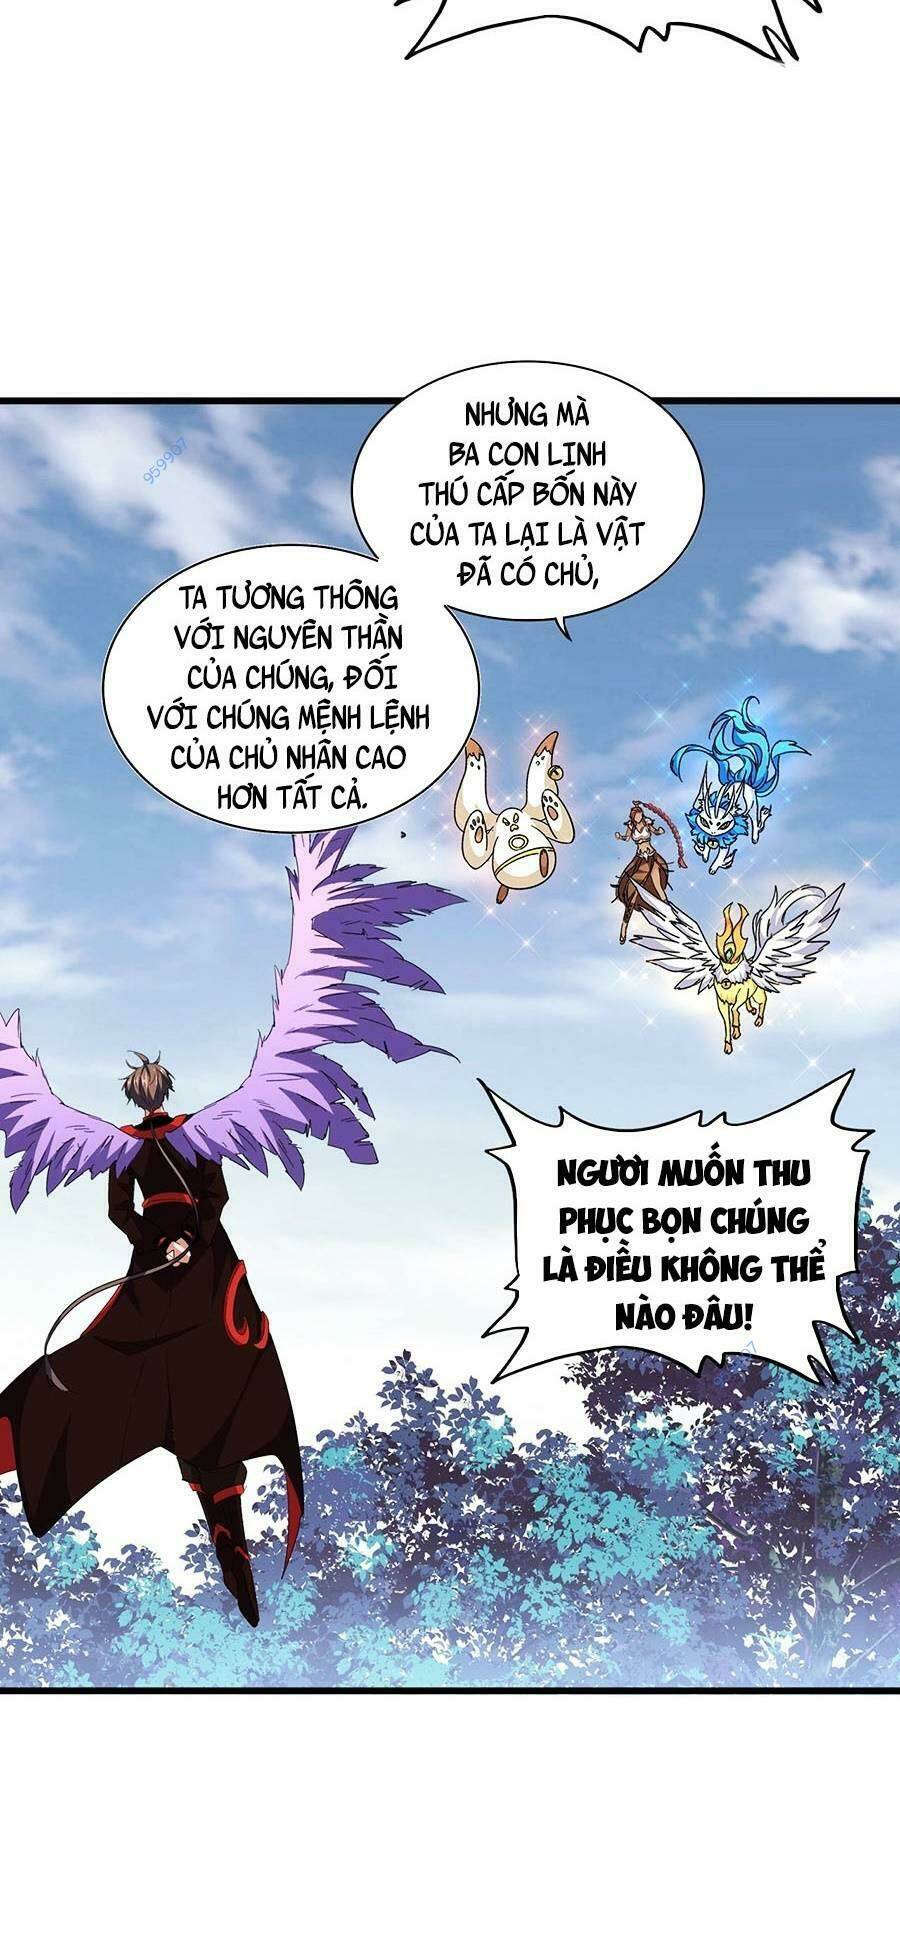 NHƯNG MÀ
BA CON LINH
THÚ CẤP BỐN NÀY
CỦA TA LẠI LÀ VẬT
ĐÃ CÓ CHỦ,
TA TƯƠNG THÔNG
VỚI NGUYÊN THẦN
CỦA CHÚNG, ĐỐI
VỚI CHÚNG MỆNH LỆNH
CỦA CHỦ NHÂN CAO
HƠN TẤT CẢ.
NGƯƠI MUỐN THU
PHỤC BỌN CHÚNG
LÀ ĐIỀU KHÔNG THỂ
NÀO ĐÂU!
959907